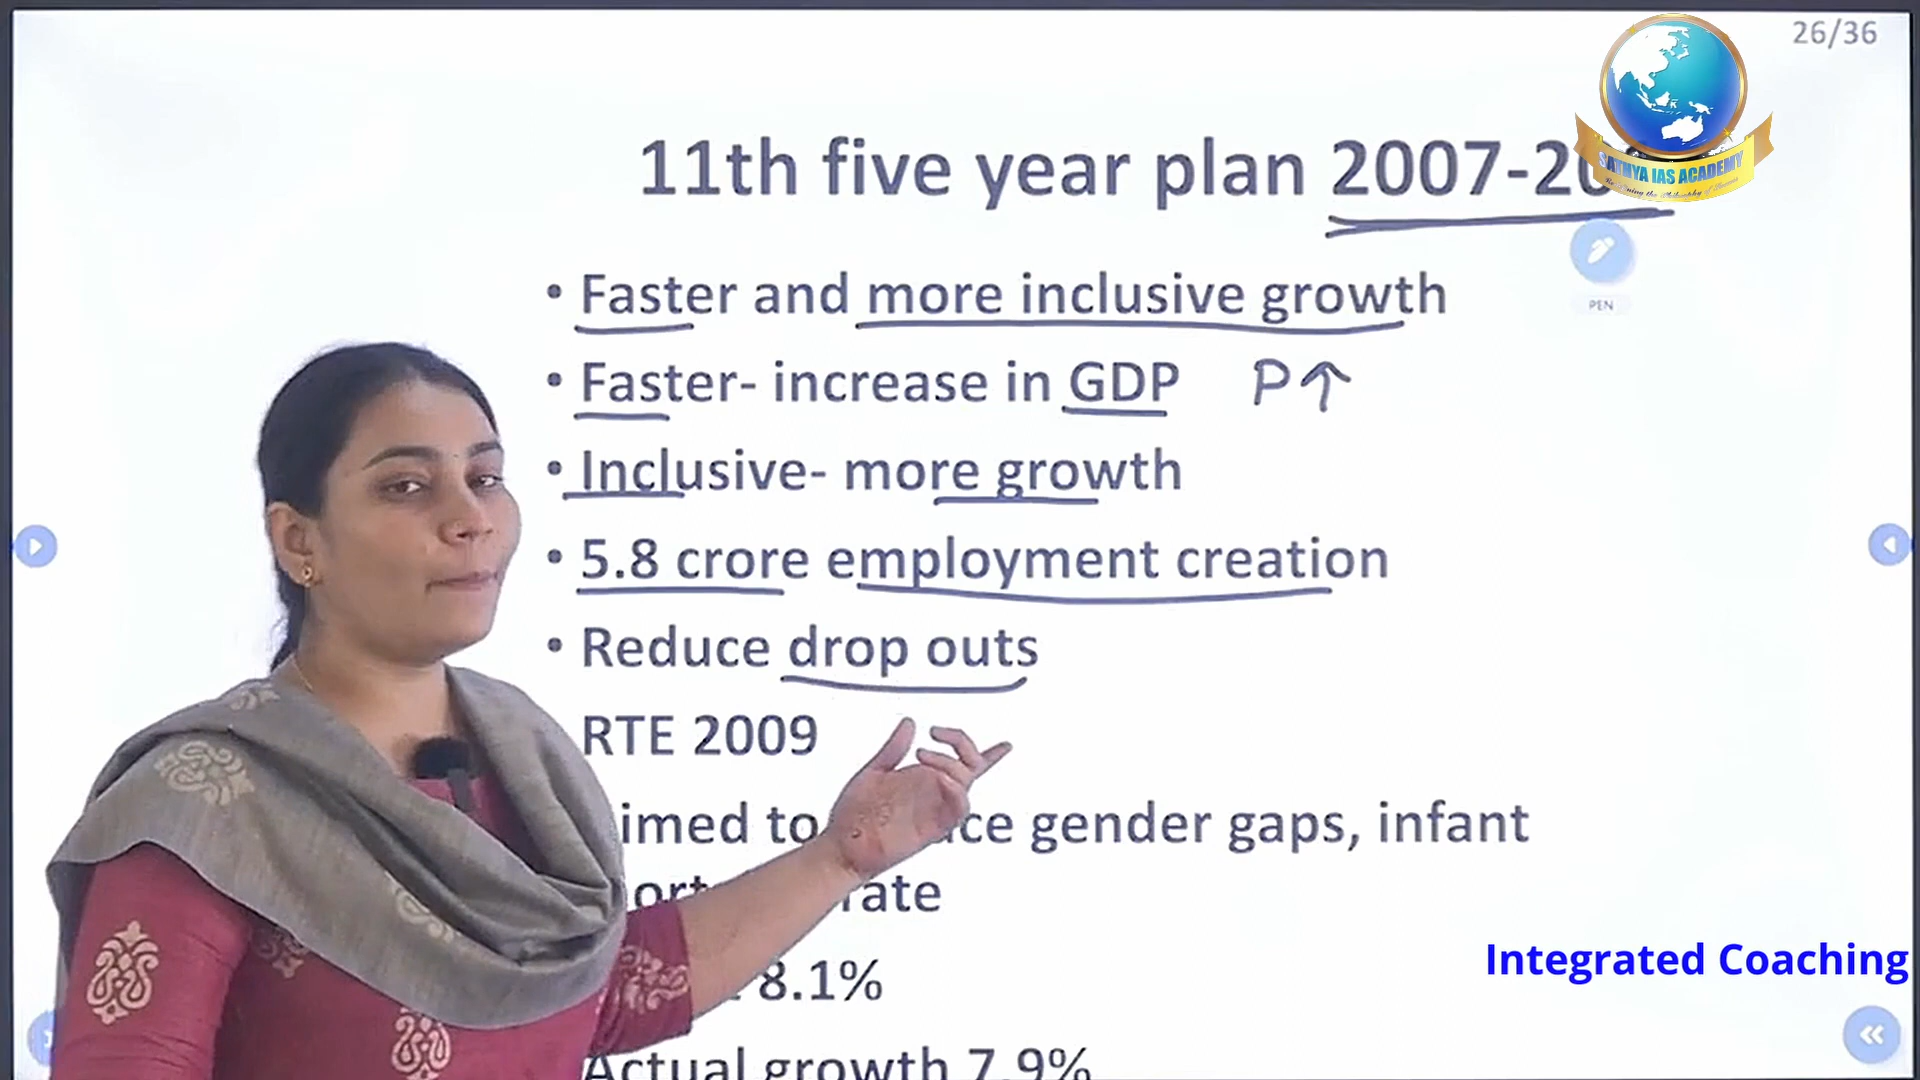 26/36
SATHYA IAS ACADEMY
11th five year plan 2007-20
PEN
• Faster and more inclusive growth
• Faster- increase in GDP P↑
• Inclusive- more growth
• 5.8 crore employment creation
• Reduce drop outs
RTE 2009
imed to ce gender gaps, infant
ort rate
8.1%
Actual growth 7.9%
Integrated Coaching